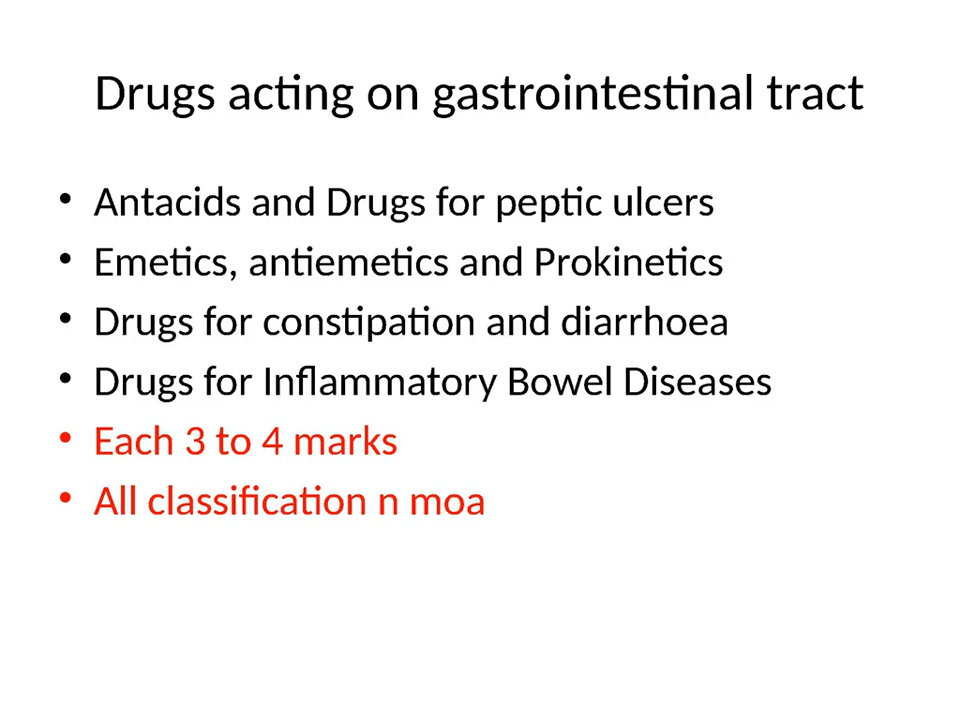 Drugs acting on gastrointestinal tract
• Antacids and Drugs for peptic ulcers
• Emetics, antiemetics and Prokinetics
• Drugs for constipation and diarrhoea
• Drugs for Inflammatory Bowel Diseases
• Each 3 to 4 marks
• All classification n moa